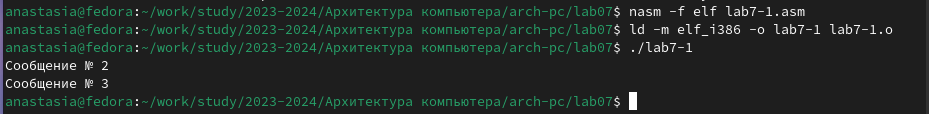 anastasia@fedora:~/work/study/2023-2024/Архитектура компьютера/arch-pc/lab07$ nasm -f elf lab7-1.asm
anastasia@fedora:~/work/study/2023-2024/Архитектура компьютера/arch-pc/lab07$ ld -m elf_i386 -o lab7-1 lab7-1.o
anastasia@fedora:~/work/study/2023-2024/Архитектура компьютера/arch-pc/lab07$ ./lab7-1
Сообщение № 2
Сообщение № 3
anastasia@fedora:~/work/study/2023-2024/Архитектура компьютера/arch-pc/lab07$